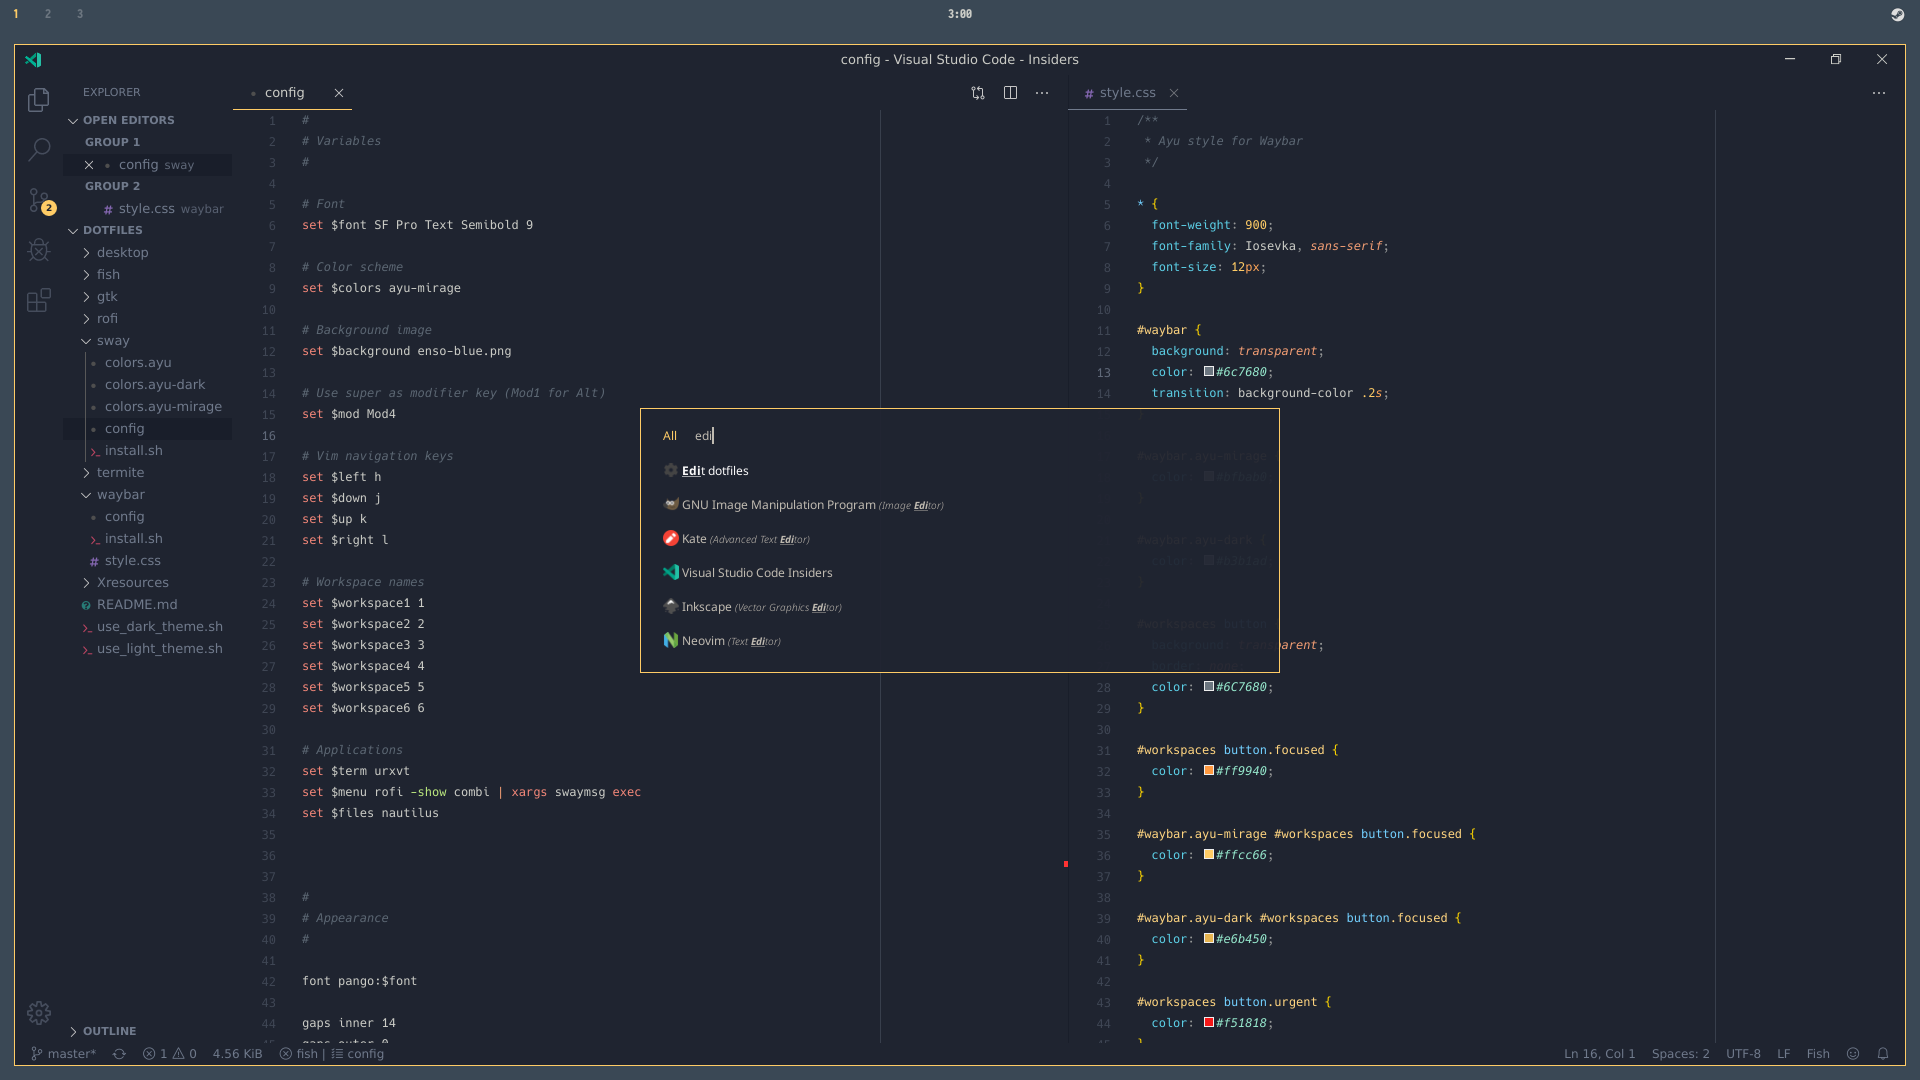 1 2 3
3:00
config - Visual Studio Code - Insiders
EXPLORER
OPEN EDITORS
GROUP 1
config sway
GROUP 2
style.css waybar
DOTFILES
desktop
fish
gtk
rofi
sway
colors.ayu
colors.ayu-dark
colors.ayu-mirage
config
install.sh
termite
waybar
config
install.sh
style.css
Xresources
README.md
use_dark_theme.sh
use_light_theme.sh
OUTLINE
2
config
1 #
2 # Variables
3 #
4
5 # Font
6 set $font SF Pro Text Semibold 9
7
8 # Color scheme
9 set $colors ayu-mirage
10
11 # Background image
12 set $background enso-blue.png
13
14 # Use super as modifier key (Mod1 for Alt)
15 set $mod Mod4
16
17 # Vim navigation keys
18 set $left h
19 set $down j
20 set $up k
21 set $right l
22
23 # Workspace names
24 set $workspace1 1
25 set $workspace2 2
26 set $workspace3 3
27 set $workspace4 4
28 set $workspace5 5
29 set $workspace6 6
30
31 # Applications
32 set $term urxvt
33 set $menu rofi -show combi | xargs swaymsg exec
34 set $files nautilus
35
36
37
38 #
39 # Appearance
40 #
41
42 font pango:$font
43
44 gaps inner 14
All edi
Edit dotfiles
GNU Image Manipulation Program (Image Editor)
Kate (Advanced Text Editor)
Visual Studio Code Insiders
Inkscape (Vector Graphics Editor)
Neovim (Text Editor)
# style.css
1 /**
2 * Ayu style for Waybar
3 */
4
5 * {
6 font-weight: 900;
7 font-family: Iosevka, sans-serif;
8 font-size: 12px;
9 }
10
11 #waybar {
12 background: transparent;
13 color: #6c7680;
14 transition: background-color .2s;
28 color: #6C7680;
29 }
30
31 #workspaces button.focused {
32 color: #ff9940;
33 }
34
35 #waybar.ayu-mirage #workspaces button.focused {
36 color: #ffcc66;
37 }
38
39 #waybar.ayu-dark #workspaces button.focused {
40 color: #e6b450;
41 }
42
43 #workspaces button.urgent {
44 color: #f51818;
master* 1 0 4.56 KiB fish | config
Ln 16, Col 1 Spaces: 2 UTF-8 LF Fish